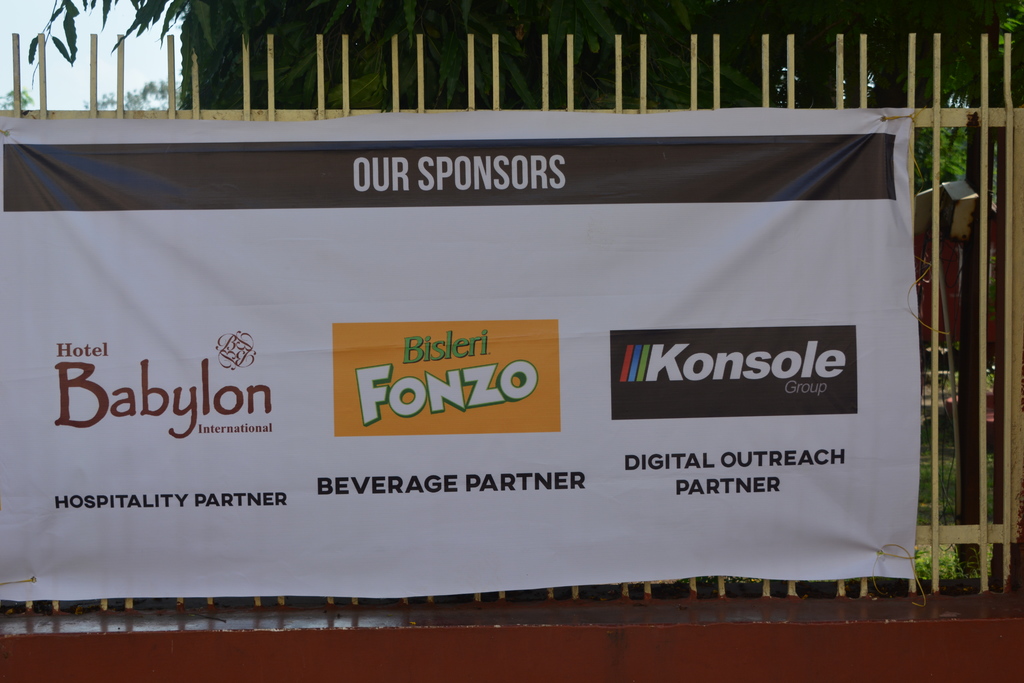 OUR SPONSORS
Hotel
Babylon
International
HOSPITALITY PARTNER
Bisleri
FONZO
BEVERAGE PARTNER
Konsole
Group
DIGITAL OUTREACH
PARTNER